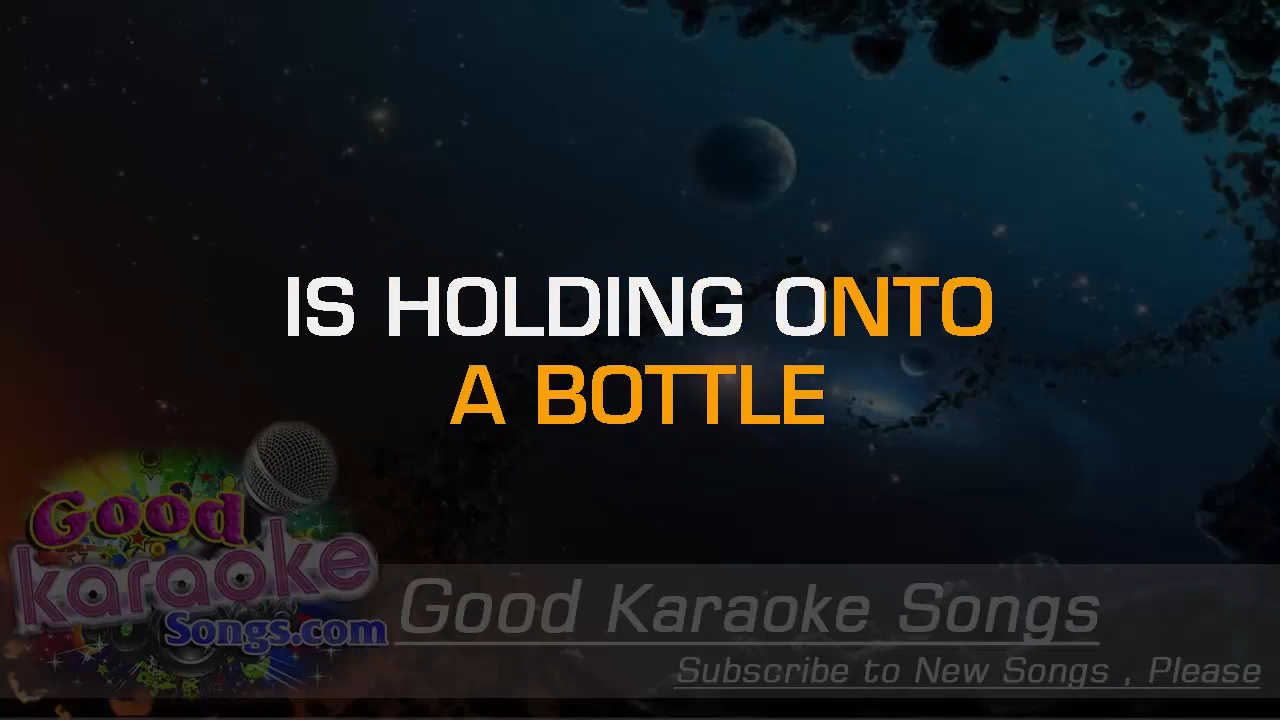 IS HOLDING ONTO
A BOTTLE
Good
karaoke
Songs.com
Good Karaoke Songs
Subscribe to New Songs , Please